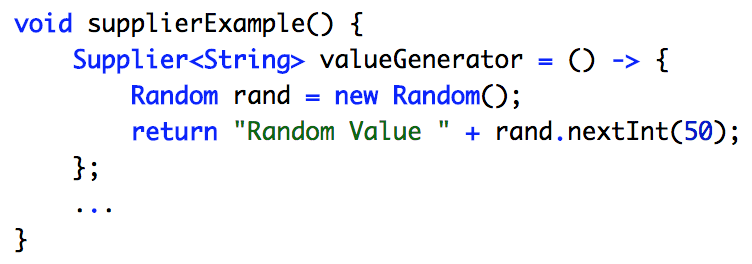 void supplierExample() {
    Supplier<String> valueGenerator = () -> {
        Random rand = new Random();
        return "Random Value " + rand.nextInt(50);
    };
    ...
}